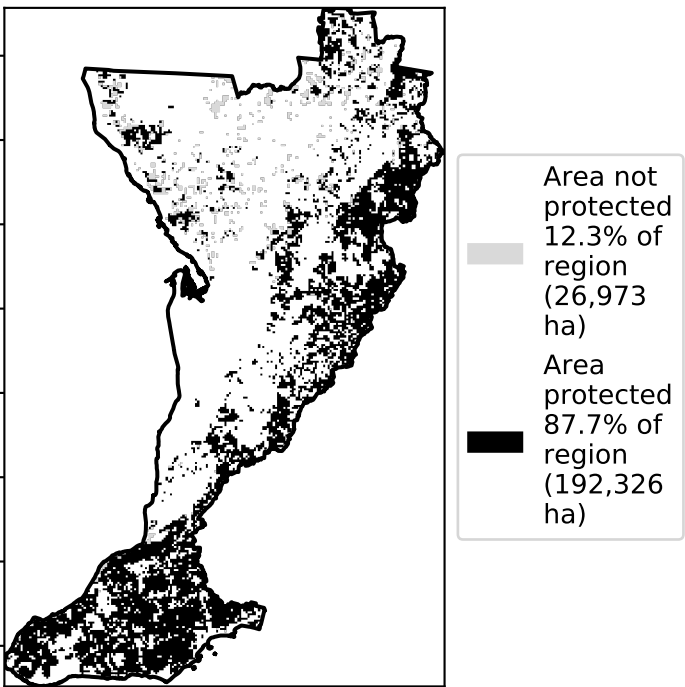 Area not
protected
12.3% of
region
(26,973
ha)
Area
protected
87.7% of
region
(192,326
ha)